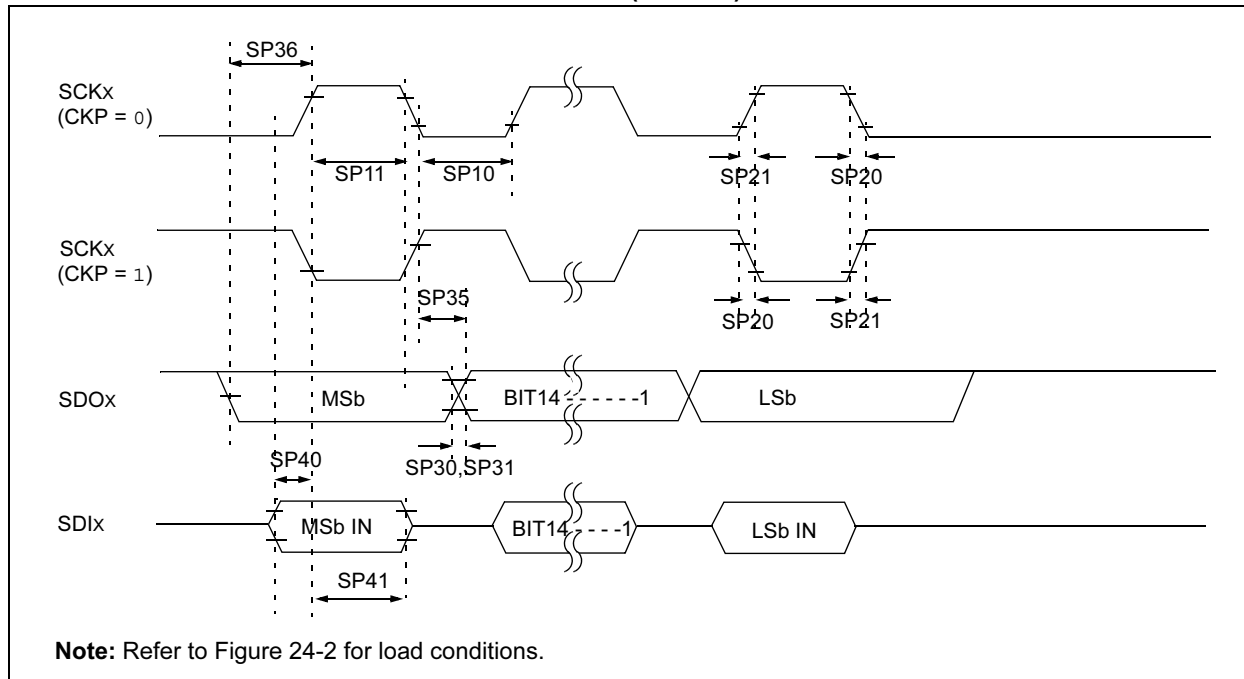 SP36
SCKx
(CKP = 0)
SP11
SP10
SP21
SP20
SCKx
(CKP = 1)
SP35
SP20
SP21
SDOx
MSb
BIT14 - - - - - -1
LSb
SP40
SP30,SP31
SDIx
MSb IN
BIT14 - - - - -1
LSb IN
SP41
Note: Refer to Figure 24-2 for load conditions.